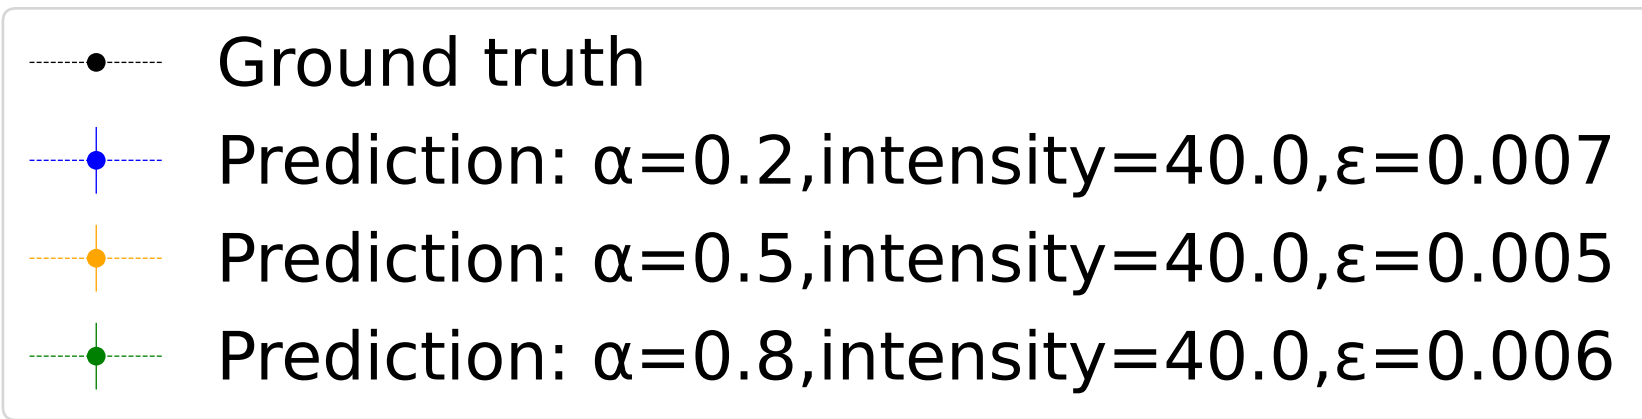 Ground truth
Prediction: α=0.2,intensity=40.0,ε=0.007
Prediction: α=0.5,intensity=40.0,ε=0.005
Prediction: α=0.8,intensity=40.0,ε=0.006